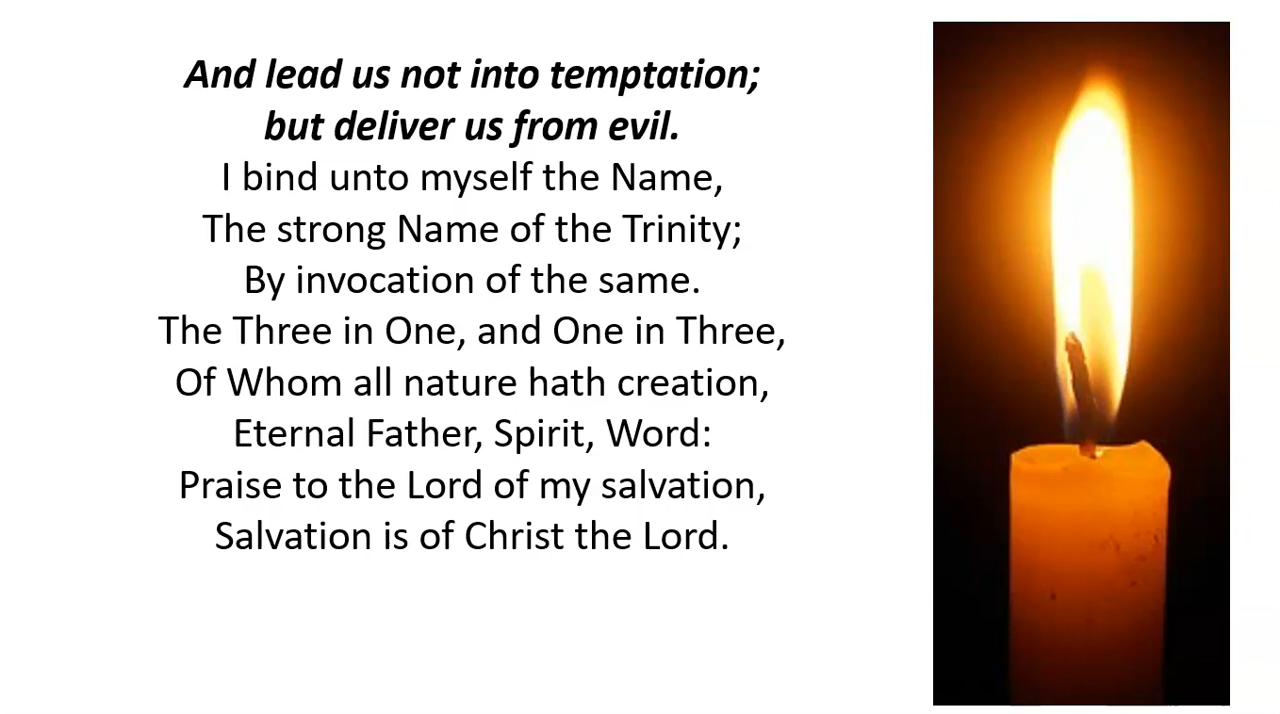 And lead us not into temptation;
but deliver us from evil.
I bind unto myself the Name,
The strong Name of the Trinity;
By invocation of the same.
The Three in One, and One in Three,
Of Whom all nature hath creation,
Eternal Father, Spirit, Word:
Praise to the Lord of my salvation,
Salvation is of Christ the Lord.